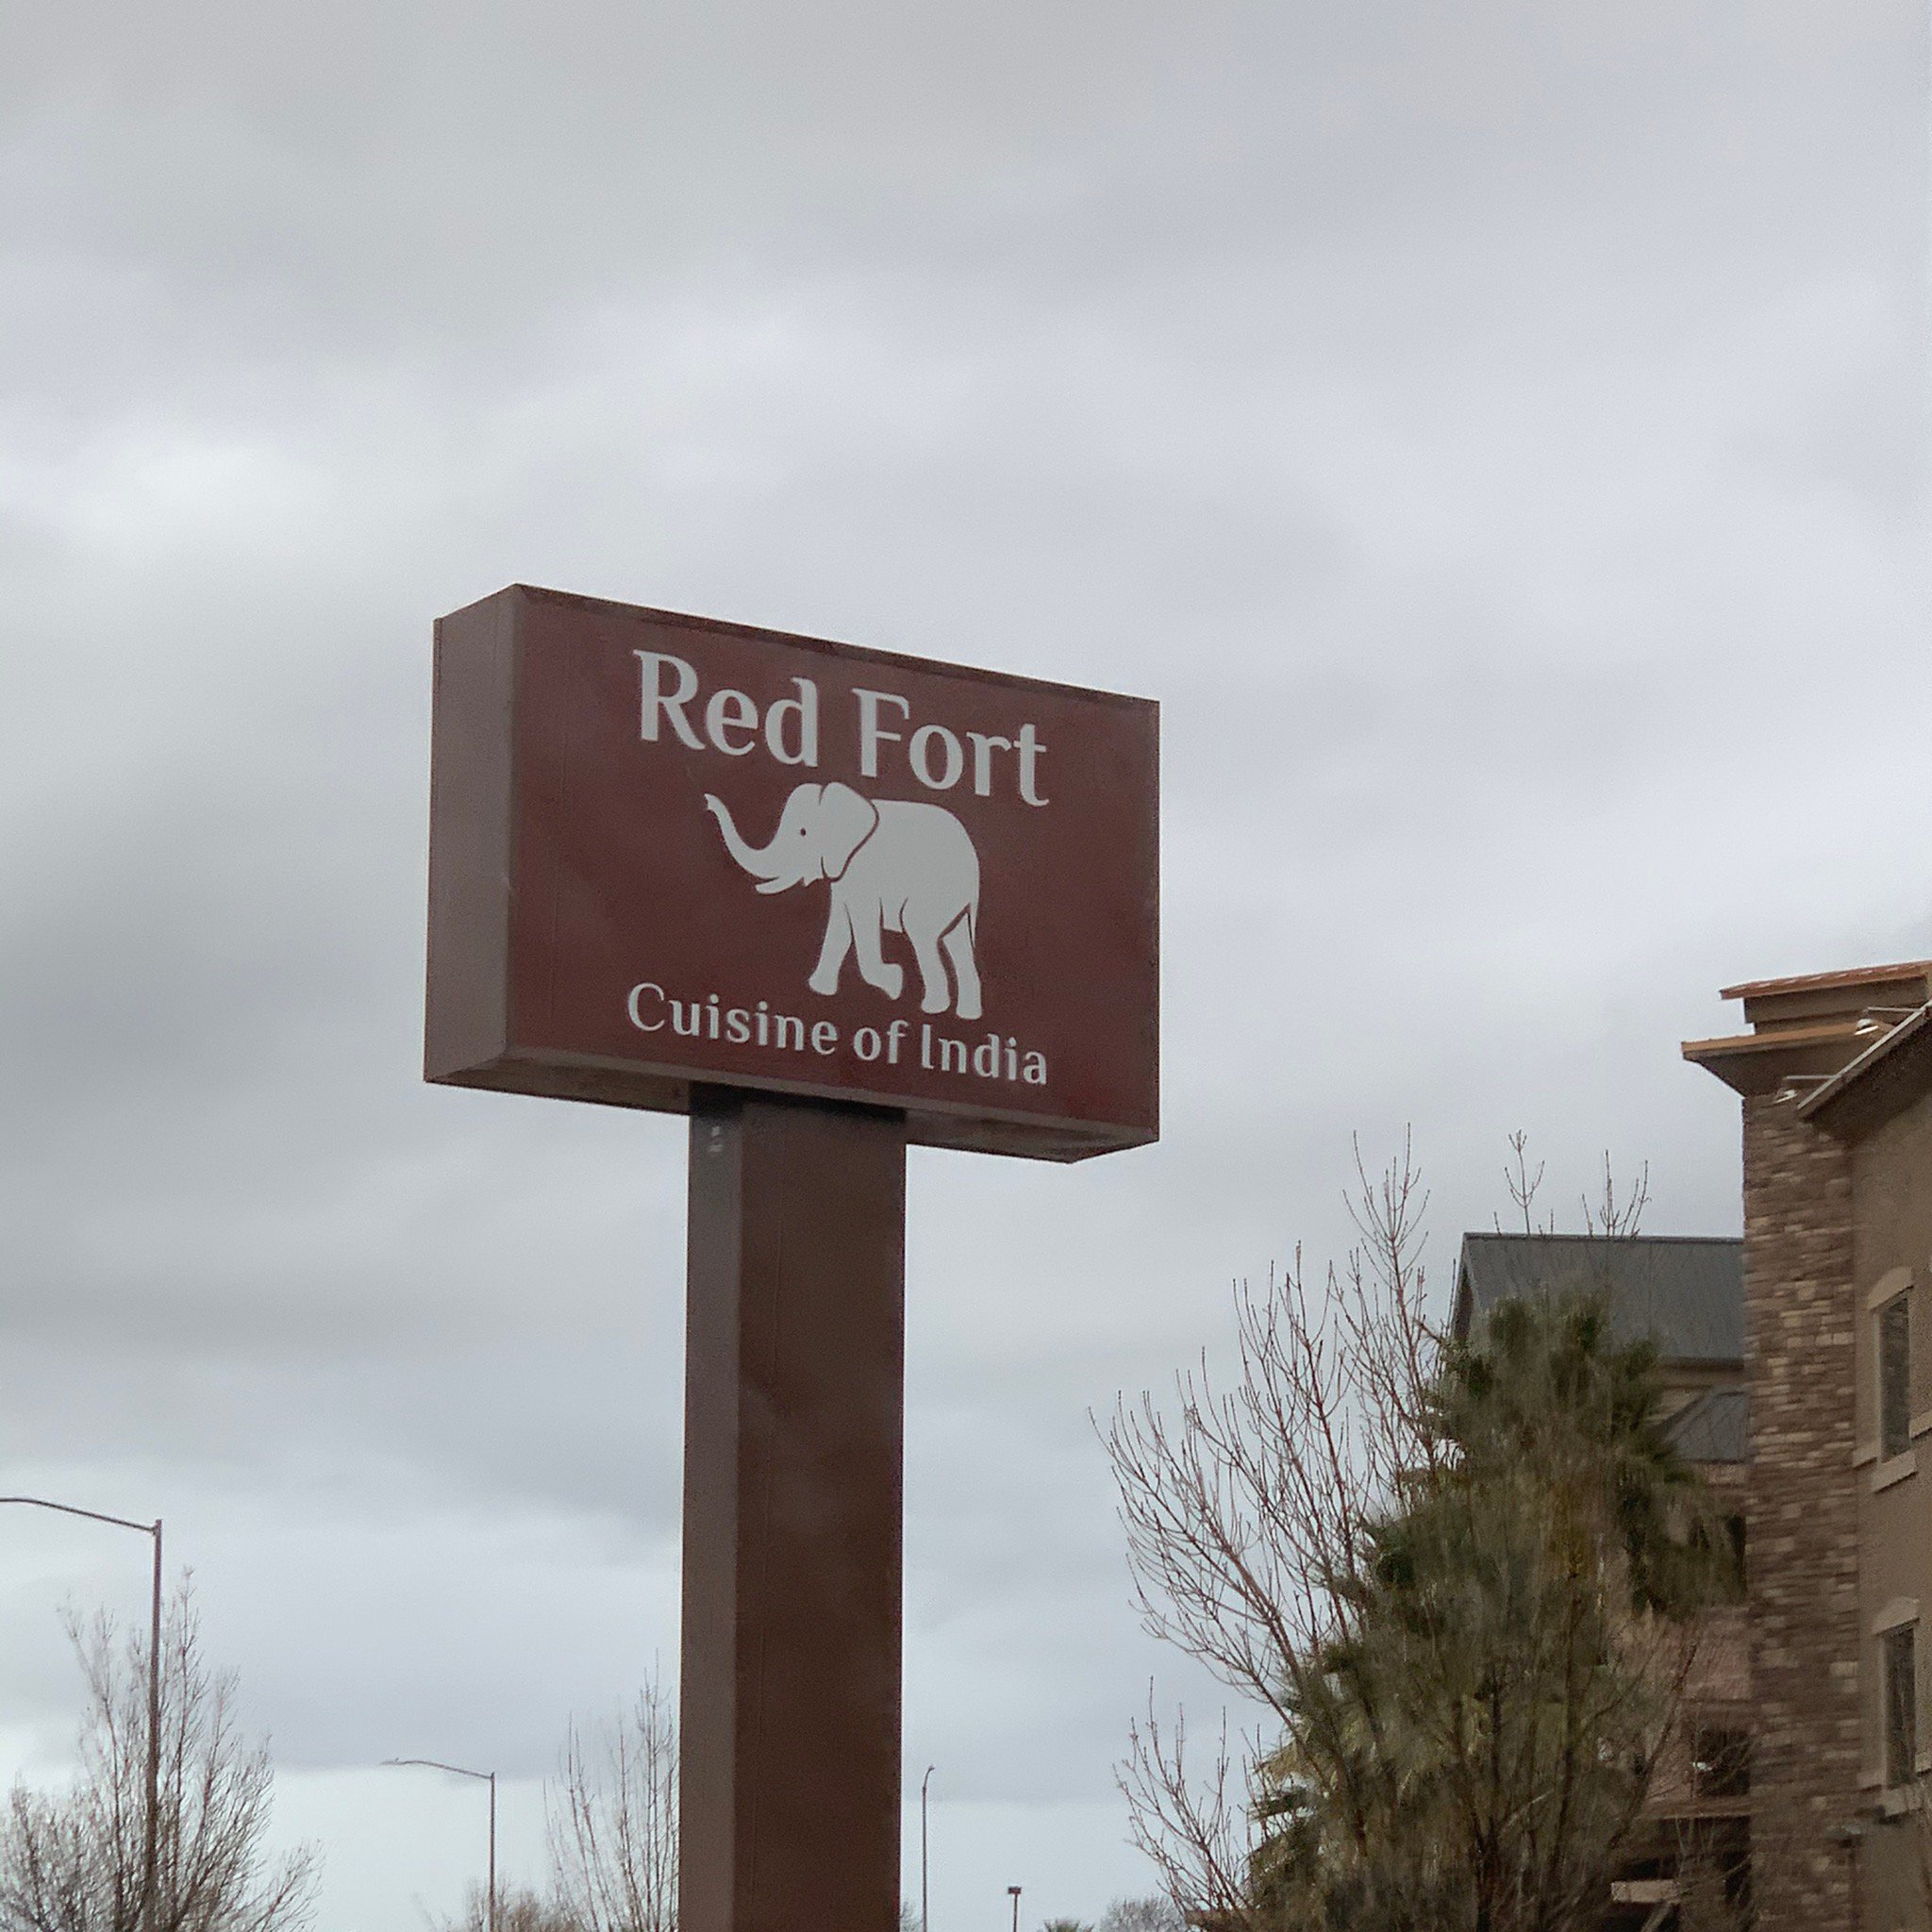 Red Fort
Cuisine of India